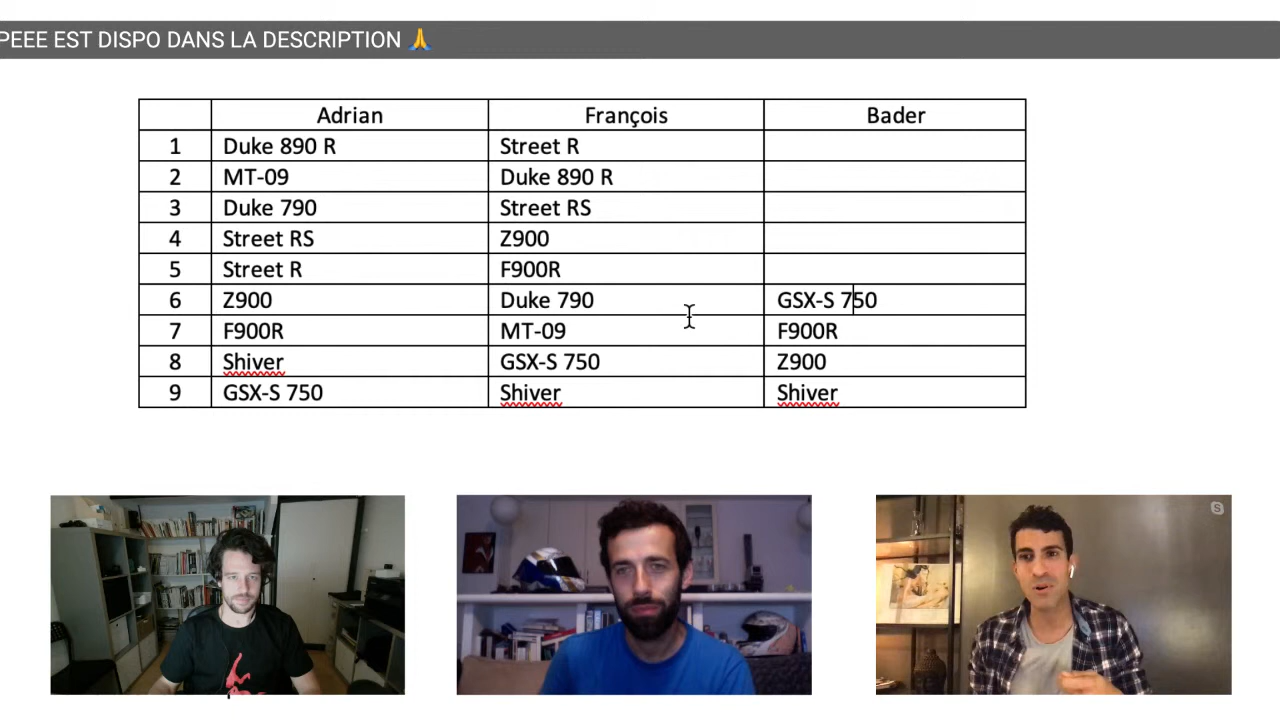 PEEE EST DISPO DANS LA DESCRIPTION 🙏
Adrian François Bader
1 Duke 890 R Street R
2 MT-09 Duke 890 R
3 Duke 790 Street RS
4 Street RS Z900
5 Street R F900R
6 Z900 Duke 790 GSX-S 750
7 F900R MT-09 F900R
8 Shiver GSX-S 750 Z900
9 GSX-S 750 Shiver Shiver
S